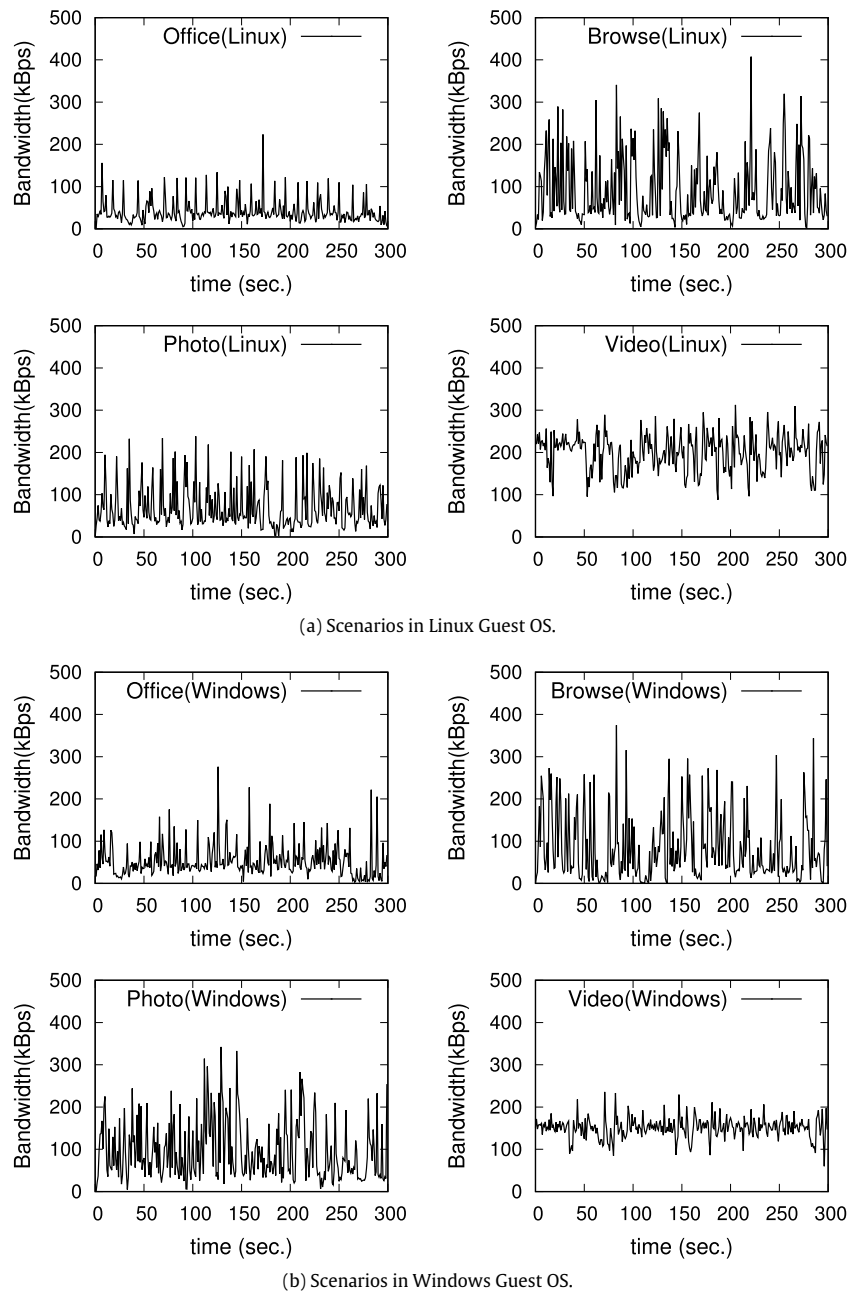 Office(Linux)
Bandwidth(kBps)
500
400
300
200
100
0
0 50 100 150 200 250 300
time (sec.)
Browse(Linux)
Bandwidth(kBps)
500
400
300
200
100
0
0 50 100 150 200 250 300
time (sec.)
Photo(Linux)
Bandwidth(kBps)
500
400
300
200
100
0
0 50 100 150 200 250 300
time (sec.)
Video(Linux)
Bandwidth(kBps)
500
400
300
200
100
0
0 50 100 150 200 250 300
time (sec.)
(a) Scenarios in Linux Guest OS.
Office(Windows)
Bandwidth(kBps)
500
400
300
200
100
0
0 50 100 150 200 250 300
time (sec.)
Browse(Windows)
Bandwidth(kBps)
500
400
300
200
100
0
0 50 100 150 200 250 300
time (sec.)
Photo(Windows)
Bandwidth(kBps)
500
400
300
200
100
0
0 50 100 150 200 250 300
time (sec.)
Video(Windows)
Bandwidth(kBps)
500
400
300
200
100
0
0 50 100 150 200 250 300
time (sec.)
(b) Scenarios in Windows Guest OS.